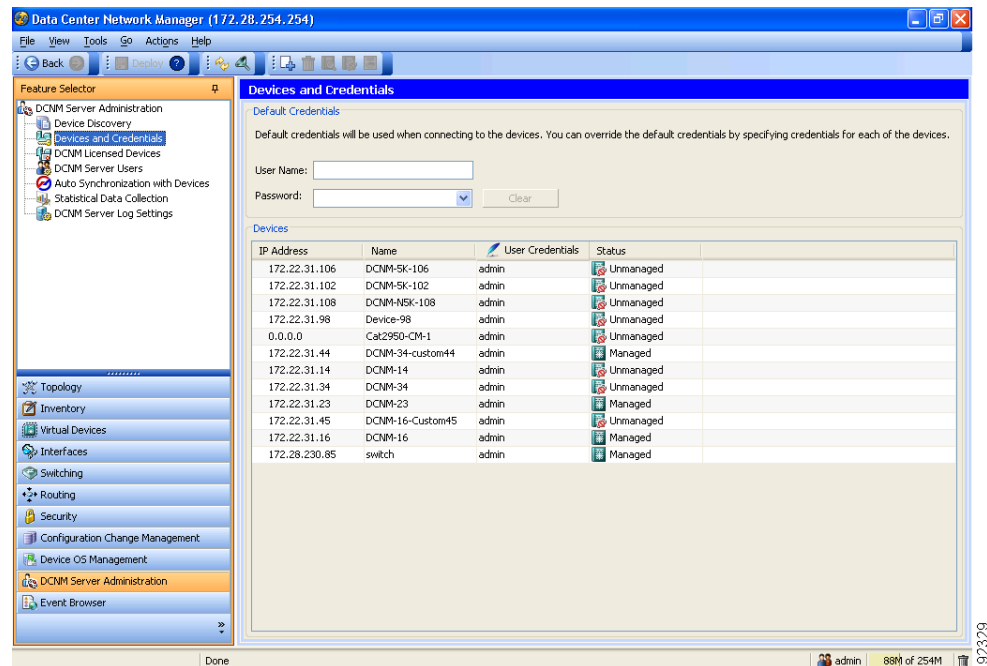 Data Center Network Manager (172.28.254.254)
File View Tools Go Actions Help
Back Deploy
Feature Selector
DCNM Server Administration
Device Discovery
Devices and Credentials
DCNM Licensed Devices
DCNM Server Users
Auto Synchronization with Devices
Statistical Data Collection
DCNM Server Log Settings
Topology
Inventory
Virtual Devices
Interfaces
Switching
Routing
Security
Configuration Change Management
Device OS Management
DCNM Server Administration
Event Browser
Devices and Credentials
Default Credentials
Default credentials will be used when connecting to the devices. You can override the default credentials by specifying credentials for each of the devices.
User Name:
Password: Clear
Devices
IP Address Name User Credentials Status
172.22.31.106 DCNM-5K-106 admin Unmanaged
172.22.31.102 DCNM-5K-102 admin Unmanaged
172.22.31.108 DCNM-N5K-108 admin Unmanaged
172.22.31.98 Device-98 admin Unmanaged
0.0.0.0 Cat2950-CM-1 admin Unmanaged
172.22.31.44 DCNM-34-custom44 admin Managed
172.22.31.14 DCNM-14 admin Unmanaged
172.22.31.34 DCNM-34 admin Unmanaged
172.22.31.23 DCNM-23 admin Managed
172.22.31.45 DCNM-16-Custom45 admin Unmanaged
172.22.31.16 DCNM-16 admin Managed
172.28.230.85 switch admin Managed
Done admin 88M of 254M
92329